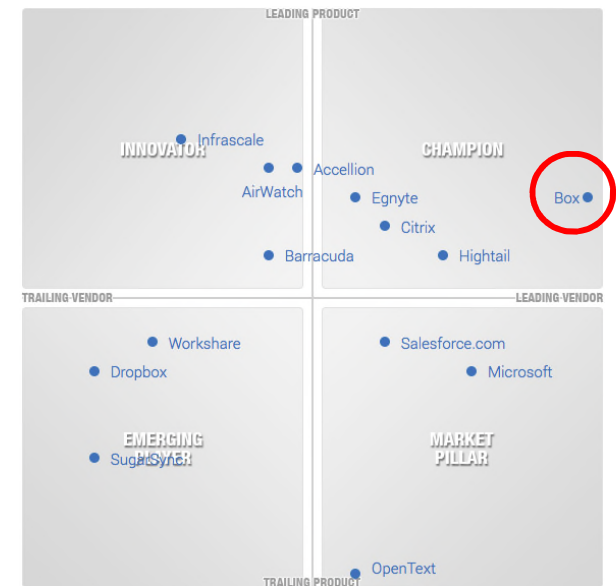 LEADING PRODUCT
INNOVATOR
Infrascale
CHAMPION
Accellion
AirWatch
Egnyte
Box
Citrix
Barracuda
Hightail
TRAILING VENDOR
LEADING VENDOR
Workshare
Salesforce.com
Dropbox
Microsoft
EMERGING
PLAYER
SugarSync
MARKET
PILLAR
OpenText
TRAILING PRODUCT